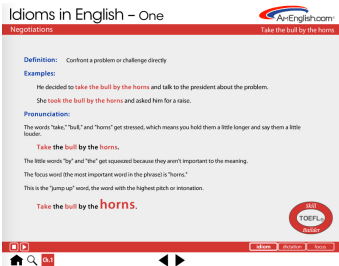 Idioms in English – One
AMEnglish.com®
Negotiations
Take the bull by the horns
Definition: Confront a problem or challenge directly
Examples:
He decided to take the bull by the horns and talk to the president about the problem.
She took the bull by the horns and asked him for a raise.
Pronunciation:
The words "take," "bull," and "horns" get stressed, which means you hold them a little longer and say them a little
louder.
Take the bull by the horns.
The little words "by" and "the" get squeezed because they aren't important to the meaning.
The focus word (the most important word in the phrase) is "horns."
This is the "jump up" word, the word with the highest pitch or intonation.
Take the bull by the horns.
Skill
TOEFL®
Builder
idiom dictation focus
Ch.1